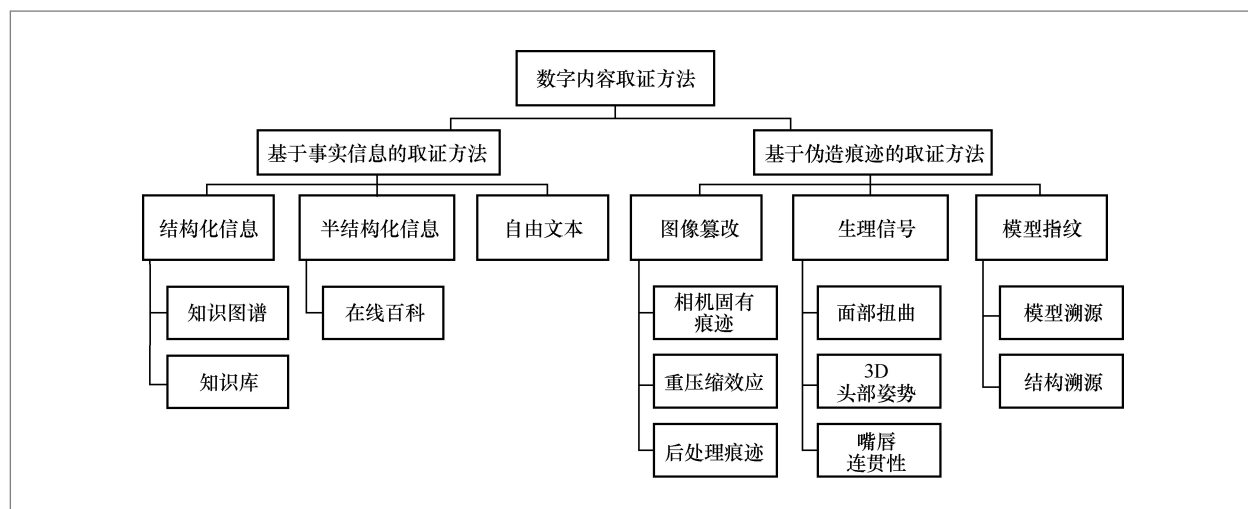 数字内容取证方法
基于事实信息的取证方法
基于伪造痕迹的取证方法
结构化信息
半结构化信息
自由文本
图像篡改
生理信号
模型指纹
知识图谱
在线百科
相机固有
痕迹
面部扭曲
模型溯源
知识库
重压缩效应
3D
头部姿势
结构溯源
后处理痕迹
嘴唇
连贯性